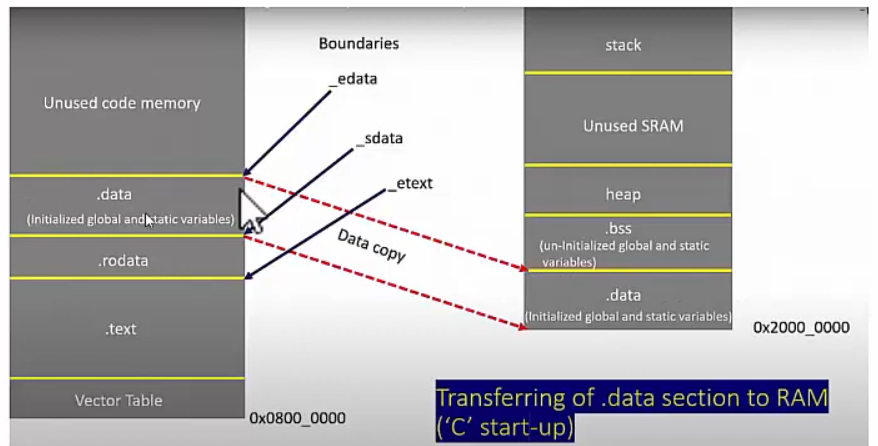 Boundaries
Unused code memory
_edata
_sdata
_etext
.data
(Initialized global and static variables)
.rodata
.text
Vector Table
0x0800_0000
Data copy
stack
Unused SRAM
heap
.bss
(un-Initialized global and static
variables)
.data
(Initialized global and static variables)
0x2000_0000
Transferring of .data section to RAM
('C' start-up)